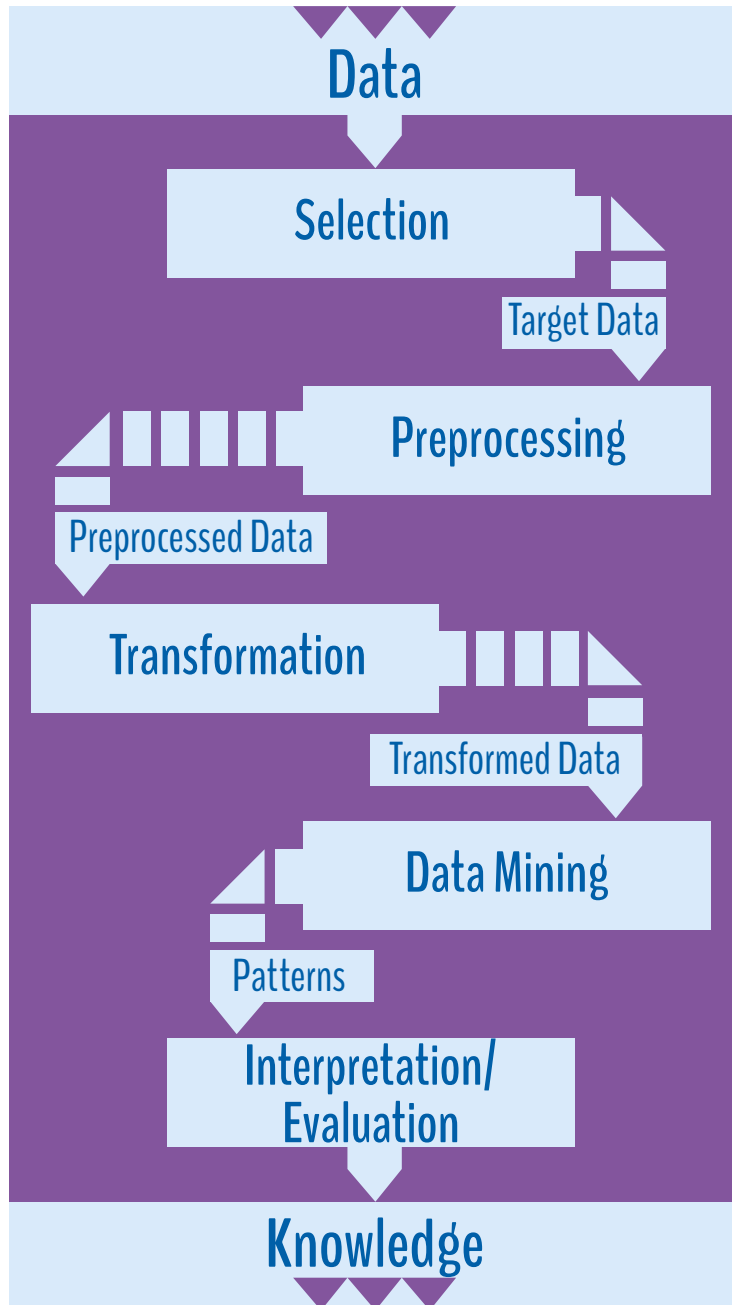 Data
Selection
Target Data
Preprocessing
Preprocessed Data
Transformation
Transformed Data
Data Mining
Patterns
Interpretation/
Evaluation
Knowledge